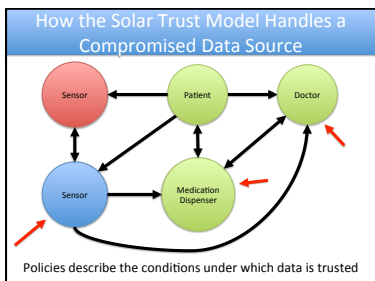 How the Solar Trust Model Handles a
Compromised Data Source
Sensor
Patient
Doctor
Sensor
Medication
Dispenser
Policies describe the conditions under which data is trusted